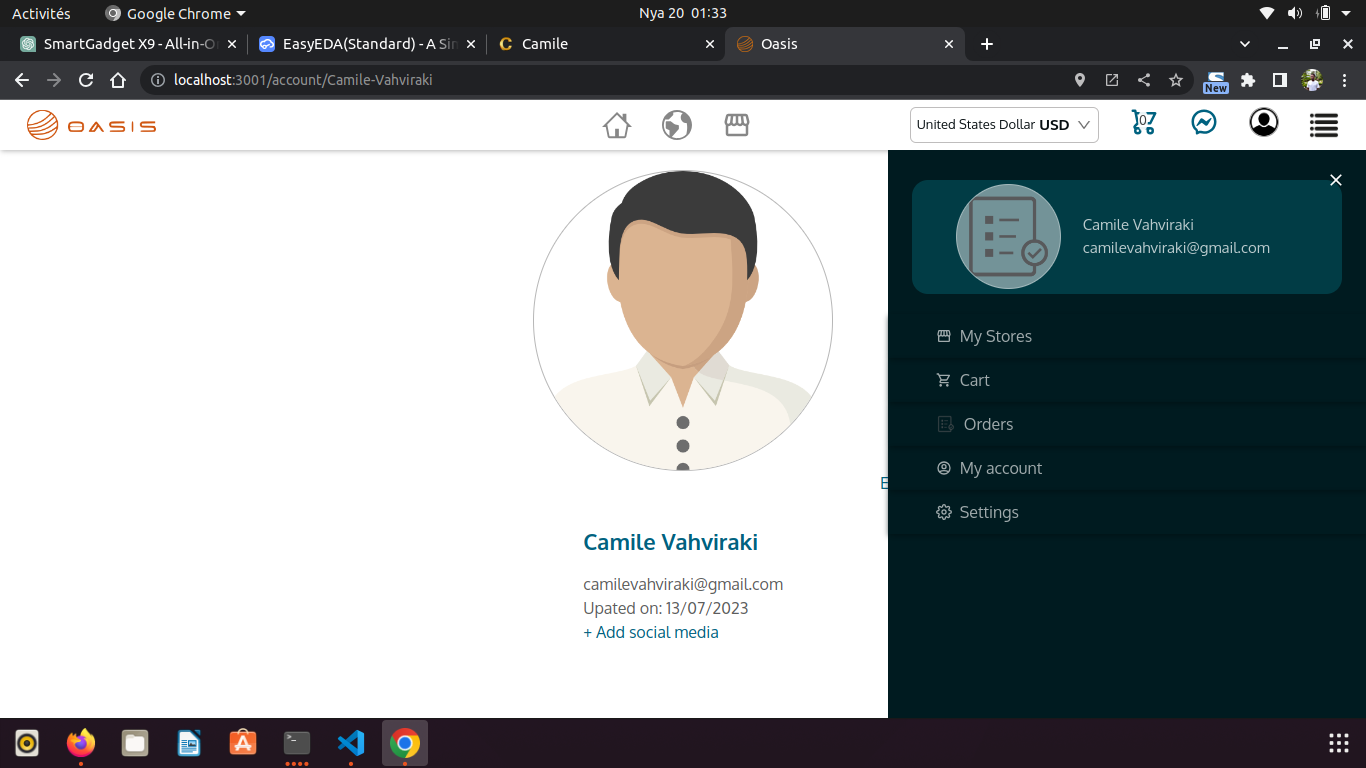 Activités
Google Chrome
Nya 20 01:33
SmartGadget X9 - All-in-O
EasyEDA(Standard) - A Sim
Camile
Oasis
localhost:3001/account/Camile-Vahviraki
New
OASIS
United States Dollar USD
0
Camile Vahviraki
camilevahviraki@gmail.com
My Stores
Cart
Orders
My account
Settings
E
Camile Vahviraki
camilevahviraki@gmail.com
Upated on: 13/07/2023
+ Add social media